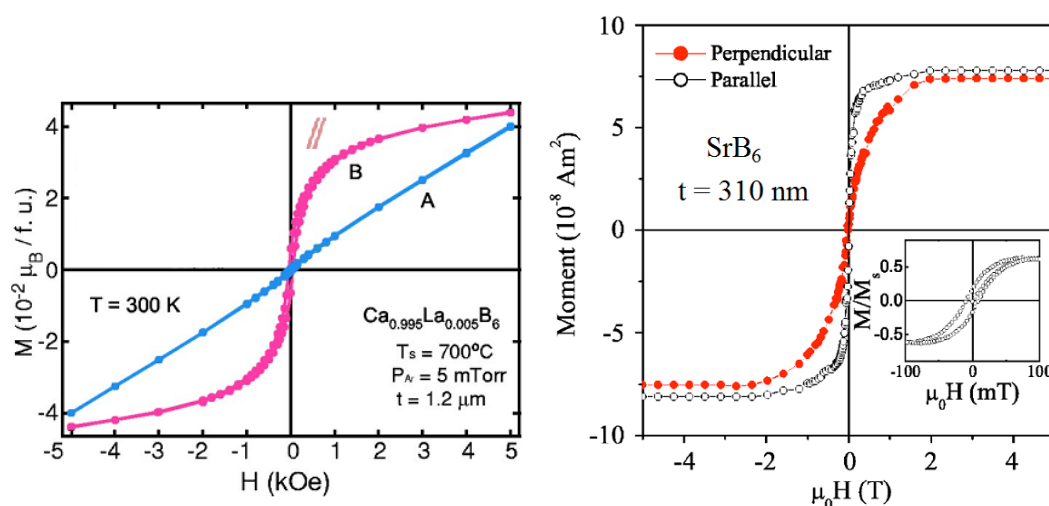 M (10⁻² μB / f. u.)
4
2
0
-2
-4
B
A
T = 300 K
Ca0.995La0.005B6
Ts = 700ºC
PAr = 5 mTorr
t = 1.2 μm
-5 -4 -3 -2 -1 0 1 2 3 4 5
H (kOe)
Moment (10⁻⁸ Am²)
10
5
0
-5
-10
Perpendicular
Parallel
SrB6
t = 310 nm
M/Ms
0.5
0.0
-0.5
-100 0 100
μ0H (mT)
-4 -2 0 2 4
μ0H (T)